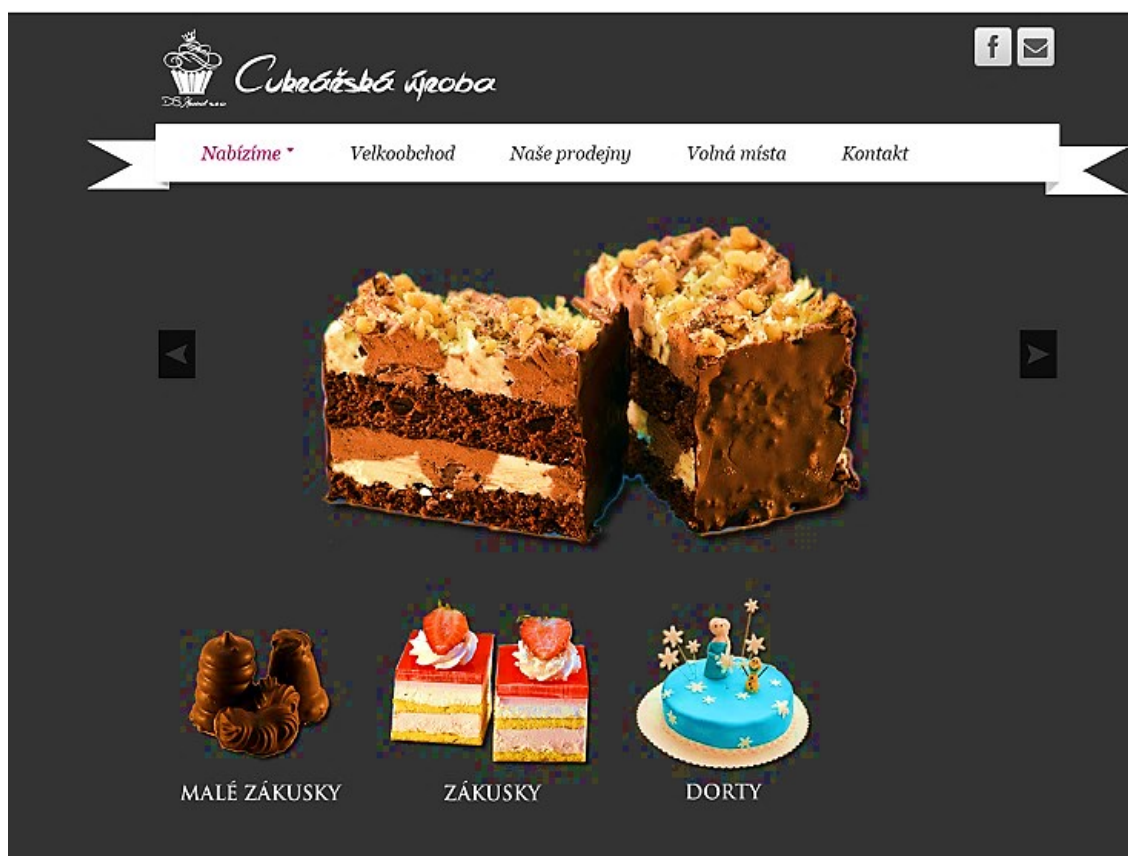 Cukrářská výroba
Nabízíme Velkoobchod Naše prodejny Volná místa Kontakt
MALÉ ZÁKUSKY ZÁKUSKY DORTY